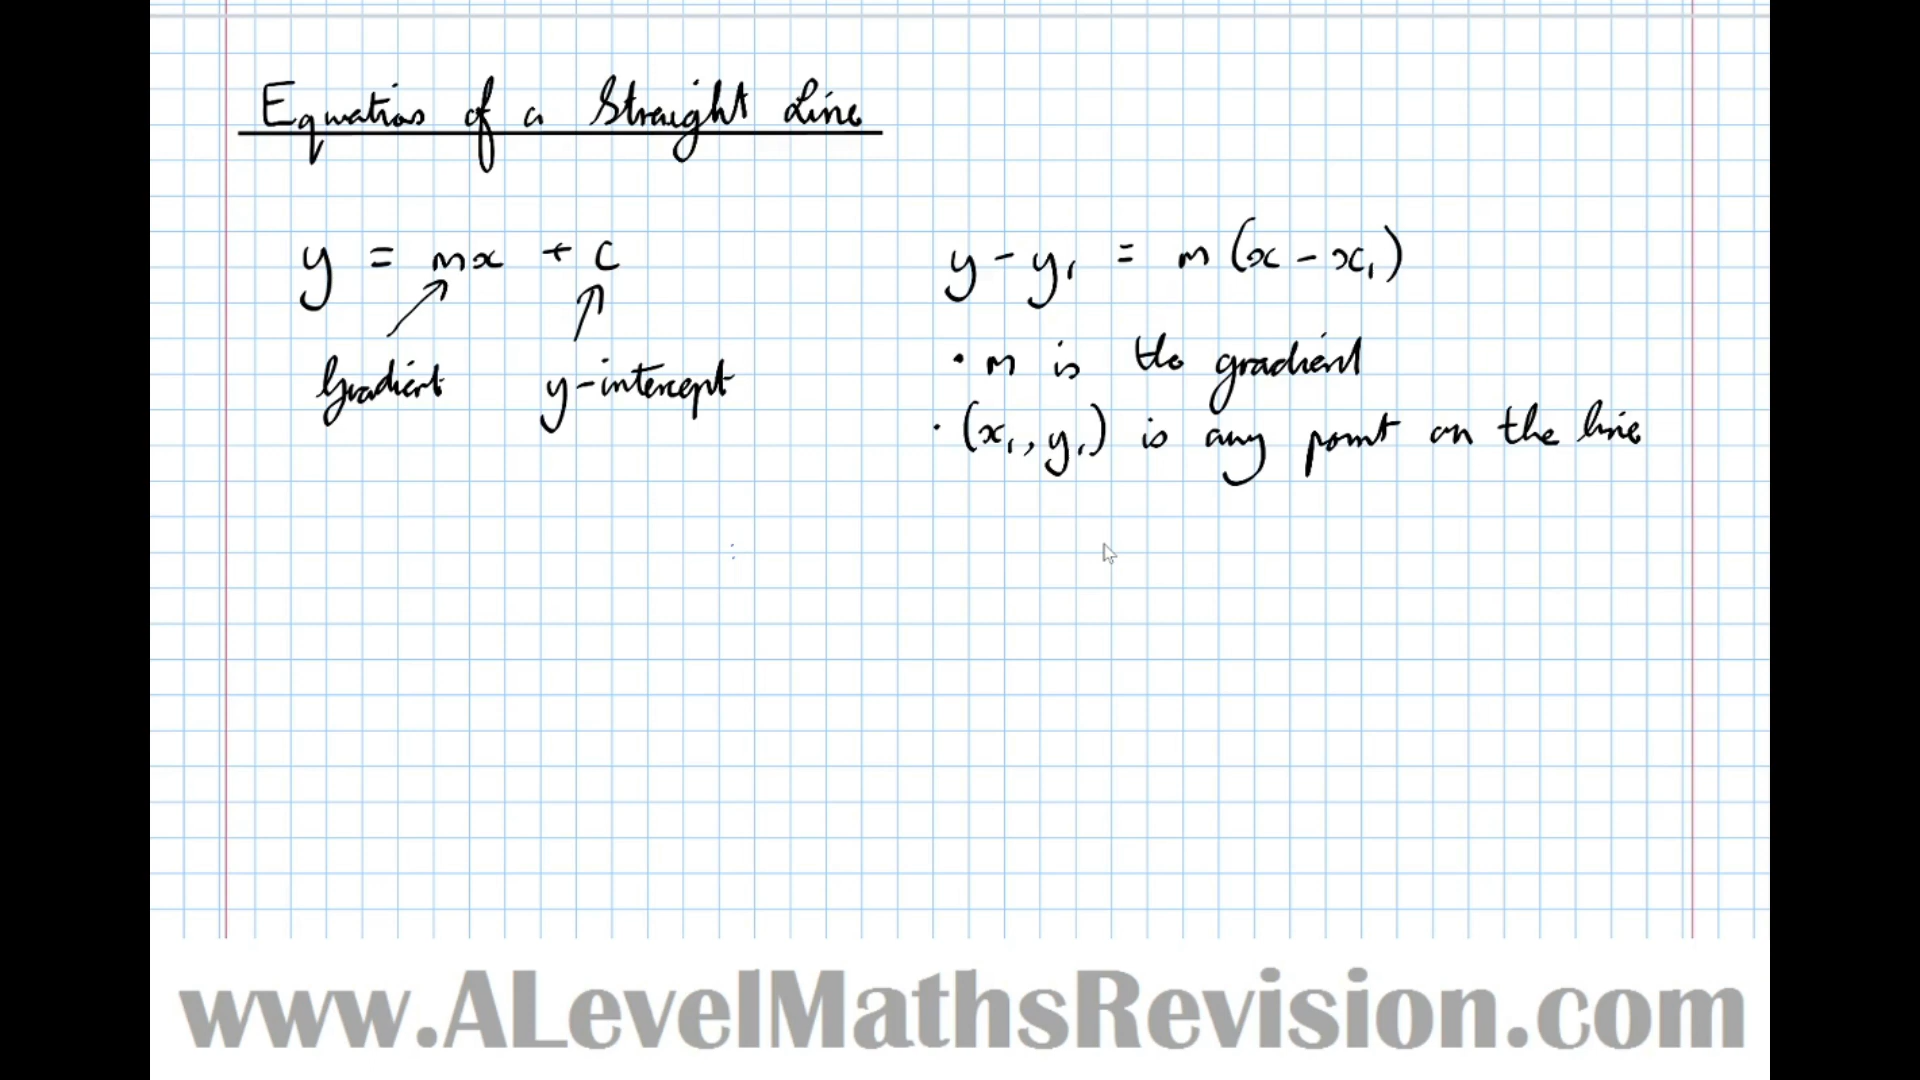 Equation of a Straight Line
y = mx + c
Gradient y-intercept
y - y₁ = m(x - x₁)
• m is the gradient
• (x₁, y₁) is any point on the line
www.ALevelMathsRevision.com